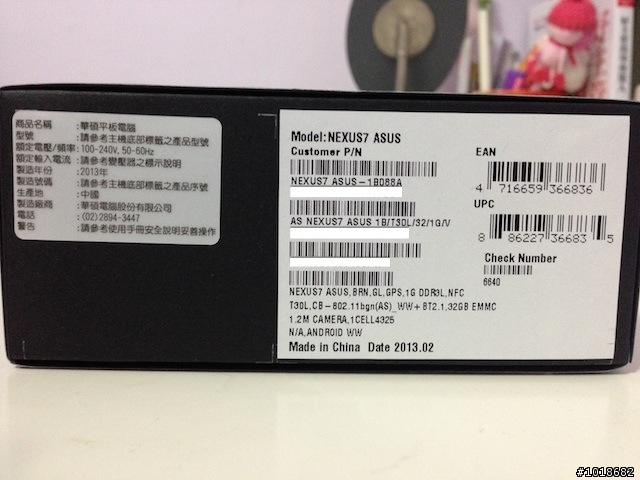 商品名稱 :華碩平板電腦
型號 :請參考主機底部標籤之產品型號
額定電壓/頻率:100-240V, 50-60Hz
額定輸入電流 :請參考變壓器之標示說明
製造年份 :2013年
製造號碼 :請參考主機底部標籤之產品序號
生產地 :中國
製造商 :華碩電腦股份有限公司
電話 :(02) 2894-3447
警告 :請參考使用手冊安全說明妥善操作
Model:NEXUS7 ASUS
Customer P/N
NEXUS7 ASUS-1B088A
AS NEXUS7 ASUS 1B/T30L/32/1G/V
EAN
4 716659 366836
UPC
8 86227 36683 5
Check Number
6640
NEXUS7 ASUS,BRN,GL,GPS,1G DDR3L,NFC
T30L,CB-802.11bgn(AS)_WW+BT2.1,32GB EMMC
1.2M CAMERA,1CELL4325
N/A,ANDROID WW
Made in China Date 2013.02
#1018682